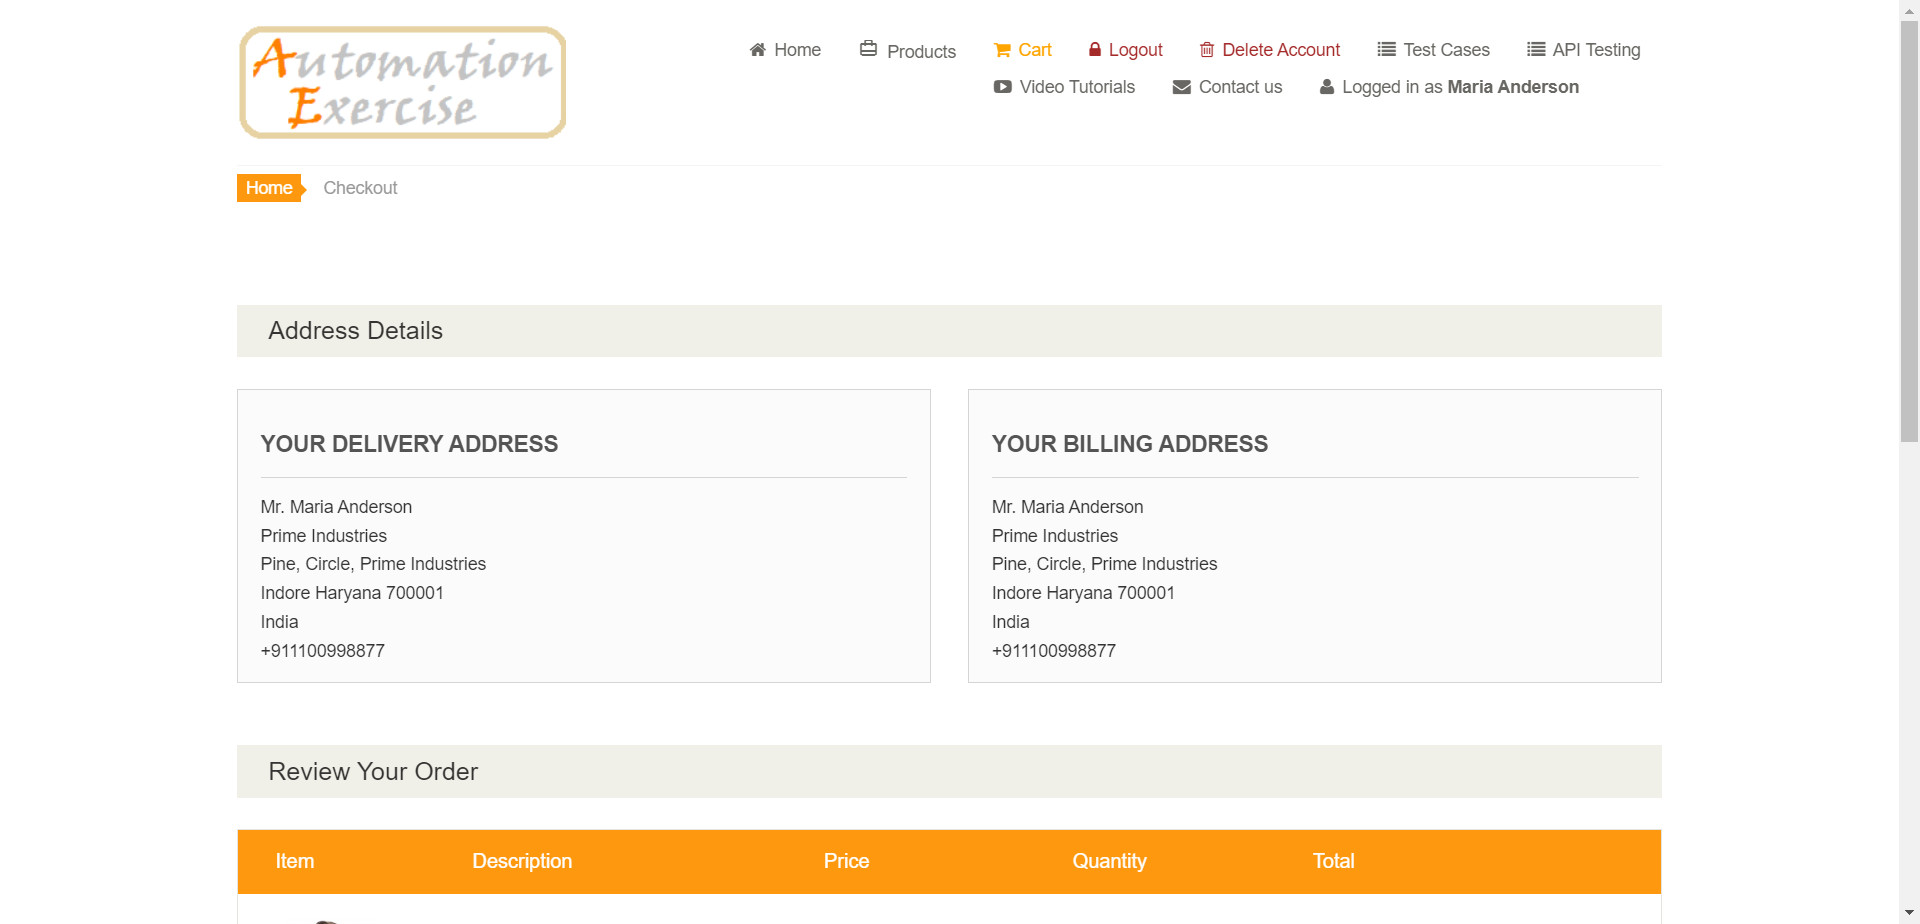 Automation
Exercise
Home
Products
Cart
Logout
Delete Account
Test Cases
API Testing
Video Tutorials
Contact us
Logged in as Maria Anderson
Home
Checkout
Address Details
YOUR DELIVERY ADDRESS
Mr. Maria Anderson
Prime Industries
Pine, Circle, Prime Industries
Indore Haryana 700001
India
+911100998877
YOUR BILLING ADDRESS
Mr. Maria Anderson
Prime Industries
Pine, Circle, Prime Industries
Indore Haryana 700001
India
+911100998877
Review Your Order
Item Description Price Quantity Total